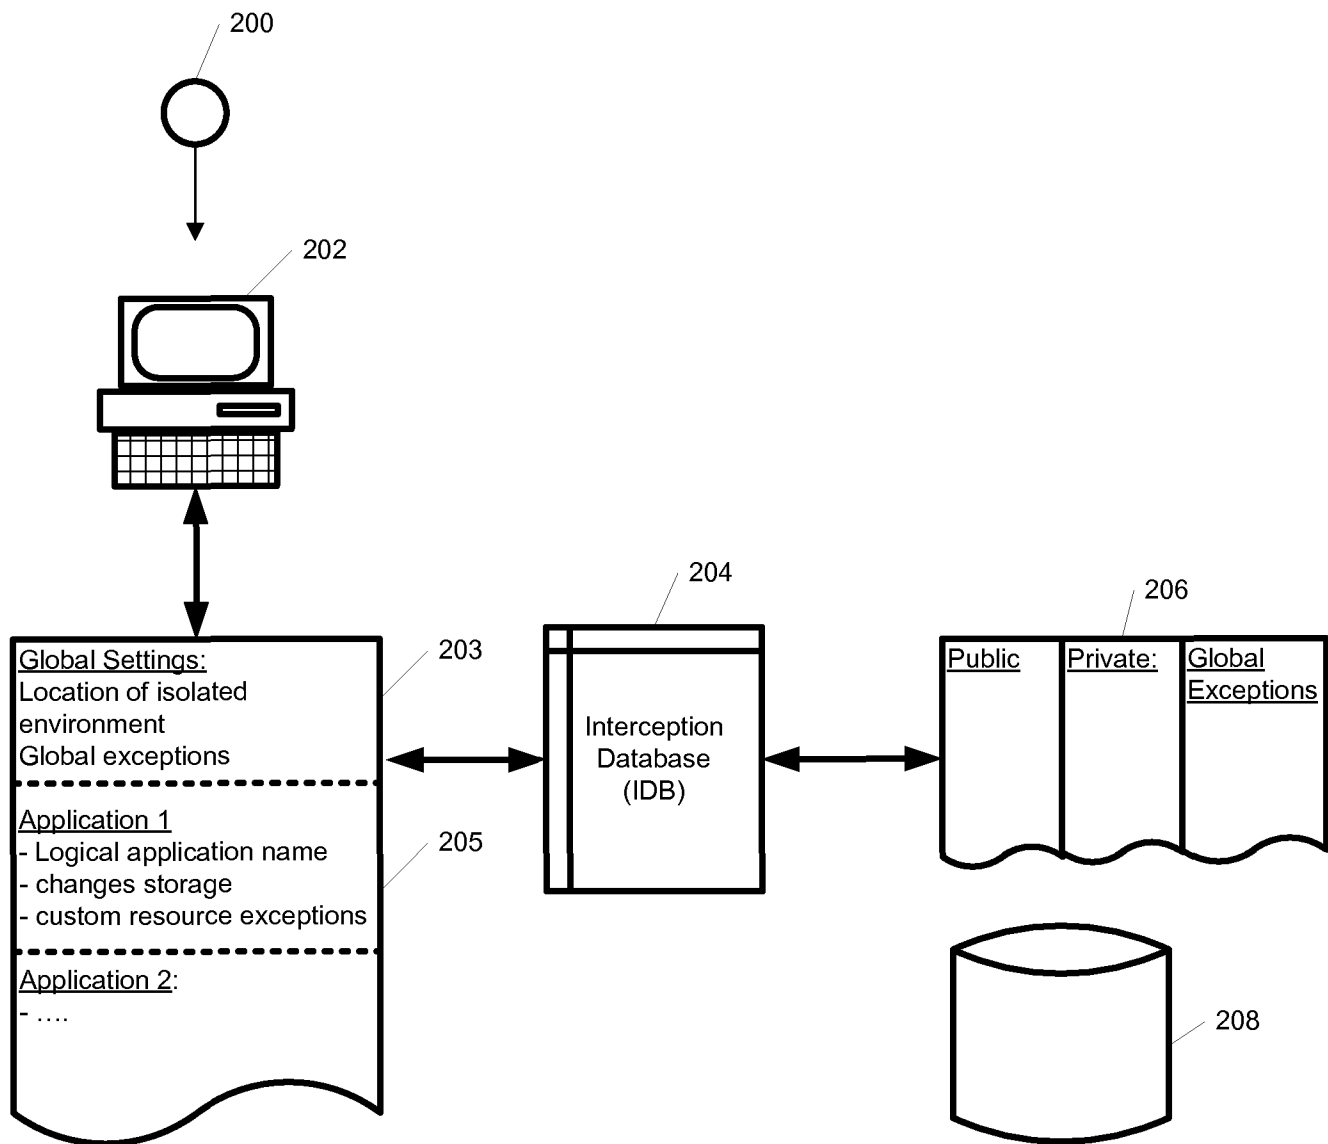 200
202
204
206
Global Settings:
Location of isolated
environment
Global exceptions
203
Public
Private:
Global
Exceptions
Interception
Database
(IDB)
Application 1
- Logical application name
- changes storage
- custom resource exceptions
205
Application 2:
- ....
208